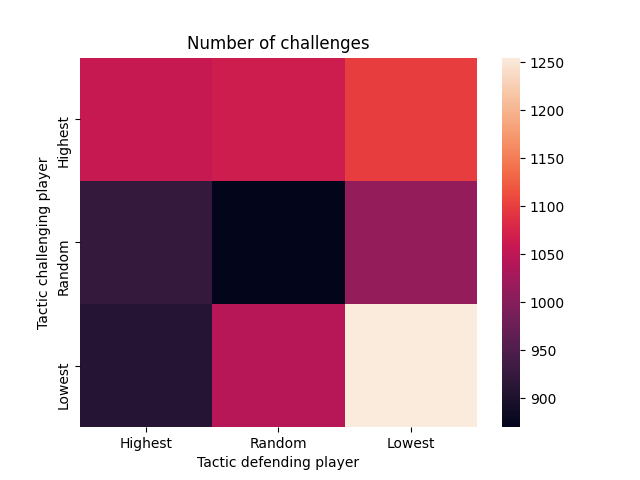 Number of challenges
Tactic challenging player
Highest
Random
Lowest
Highest
Random
Lowest
Tactic defending player
1250
1200
1150
1100
1050
1000
950
900